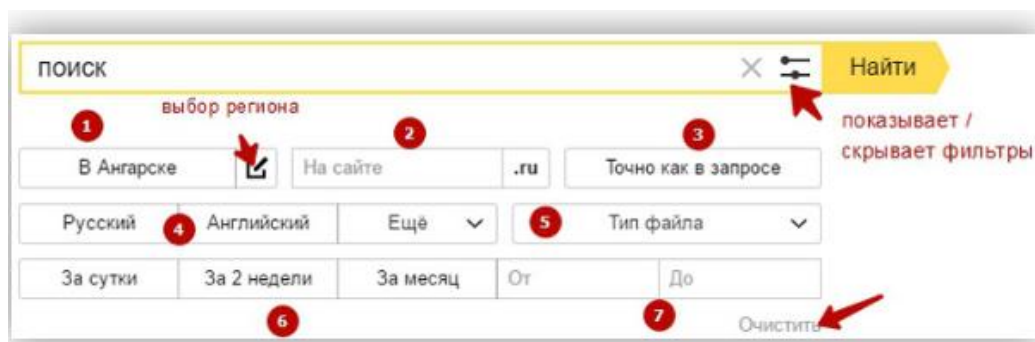 поиск
Найти
выбор региона
показывает /
скрывает фильтры
1
2
3
В Ангарске
На сайте
.ru
Точно как в запросе
Русский
4
Английский
Ещё
5
Тип файла
За сутки
За 2 недели
За месяц
От
До
6
7
Очистить